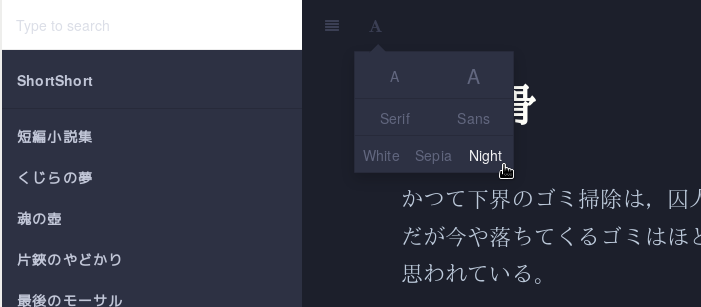 Type to search
ShortShort
短編小説集
くじらの夢
魂の壺
片鋏のやどかり
最後のモーサル
A
A A
Serif Sans
White Sepia Night
かつて下界のゴミ掃除は，囚
だが今や落ちてくるゴミはほ
思われている。